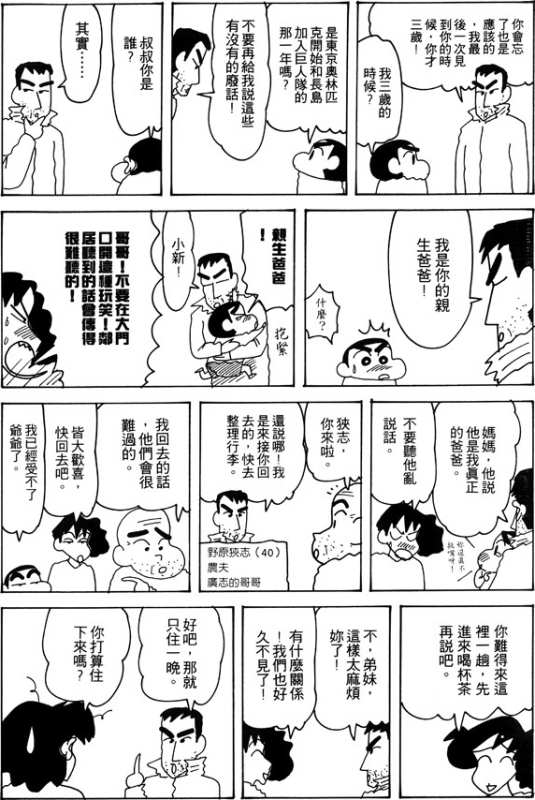 你會忘
了也是
應該的
，我最
後一次見
到你的時
候，你才
三歲！
我三歲的
時候？
是東京奧林匹
克開始和長島
加入巨人隊的
那一年嗎？
不要再給我說這些
有沒有的廢話！
叔叔你是
誰？
其實……
我是你的親
生爸爸！
什麼？
親生爸爸
！
小新！
抱緊
哥哥！不要在大門
口開這種玩笑！鄰
居聽到的話會傳得
很難聽的！
媽媽，他說
他是我真正
的爸爸。
不要聽他亂
說話。
你還真不
挑嘴呀！
狹志，
你來啦。
還說哪！我
是來接你回
去的，快去
整理行李。
野原狹志（40）
農夫
廣志的哥哥
我回去的話
，他們會很
難過的。
皆大歡喜，
快回去吧。
我已經受不了
爺爺了。
你難得來這
裡一趟，先
進來喝杯茶
再說吧。
不，弟妹，
這樣太麻煩
妳了！
有什麼關係
！我們也好
久不見了！
好吧，那就
只住一晚。
你打算住
下來嗎？